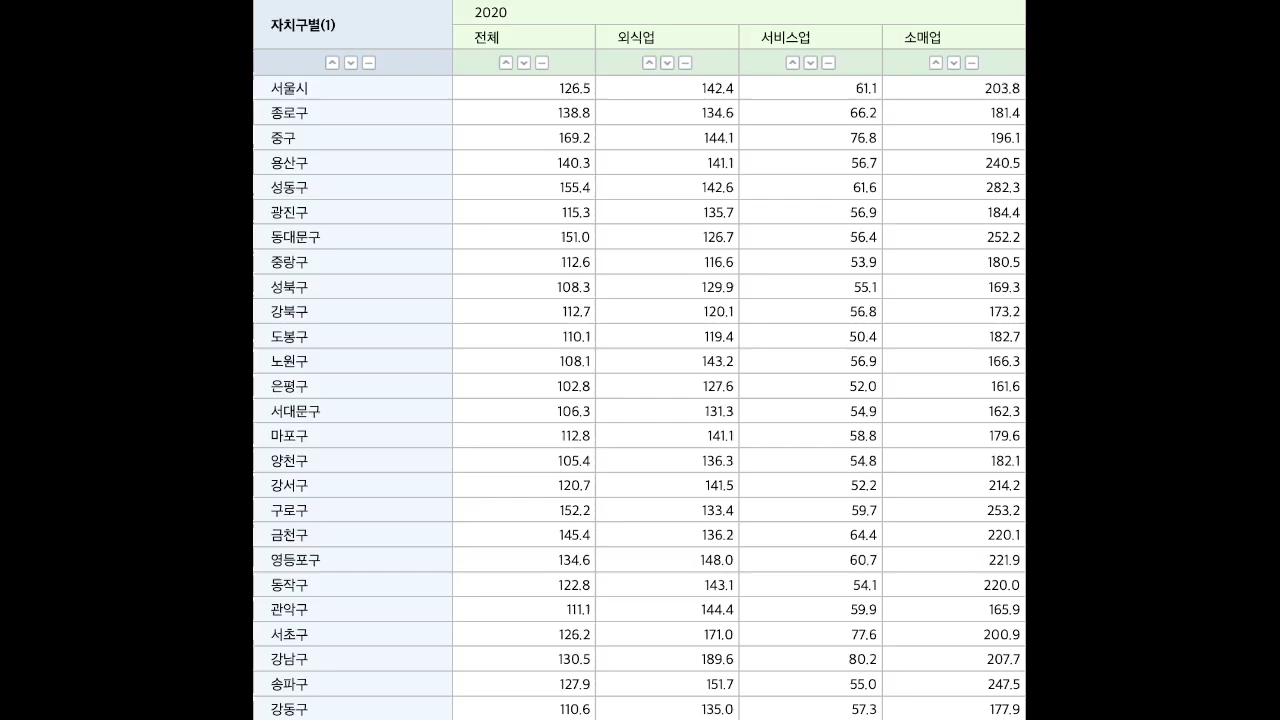 자치구별(1) 2020
전체 외식업 서비스업 소매업
서울시 126.5 142.4 61.1 203.8
종로구 138.8 134.6 66.2 181.4
중구 169.2 144.1 76.8 196.1
용산구 140.3 141.1 56.7 240.5
성동구 155.4 142.6 61.6 282.3
광진구 115.3 135.7 56.9 184.4
동대문구 151.0 126.7 56.4 252.2
중랑구 112.6 116.6 53.9 180.5
성북구 108.3 129.9 55.1 169.3
강북구 112.7 120.1 56.8 173.2
도봉구 110.1 119.4 50.4 182.7
노원구 108.1 143.2 56.9 166.3
은평구 102.8 127.6 52.0 161.6
서대문구 106.3 131.3 54.9 162.3
마포구 112.8 141.1 58.8 179.6
양천구 105.4 136.3 54.8 182.1
강서구 120.7 141.5 52.2 214.2
구로구 152.2 133.4 59.7 253.2
금천구 145.4 136.2 64.4 220.1
영등포구 134.6 148.0 60.7 221.9
동작구 122.8 143.1 54.1 220.0
관악구 111.1 144.4 59.9 165.9
서초구 126.2 171.0 77.6 200.9
강남구 130.5 189.6 80.2 207.7
송파구 127.9 151.7 55.0 247.5
강동구 110.6 135.0 57.3 177.9